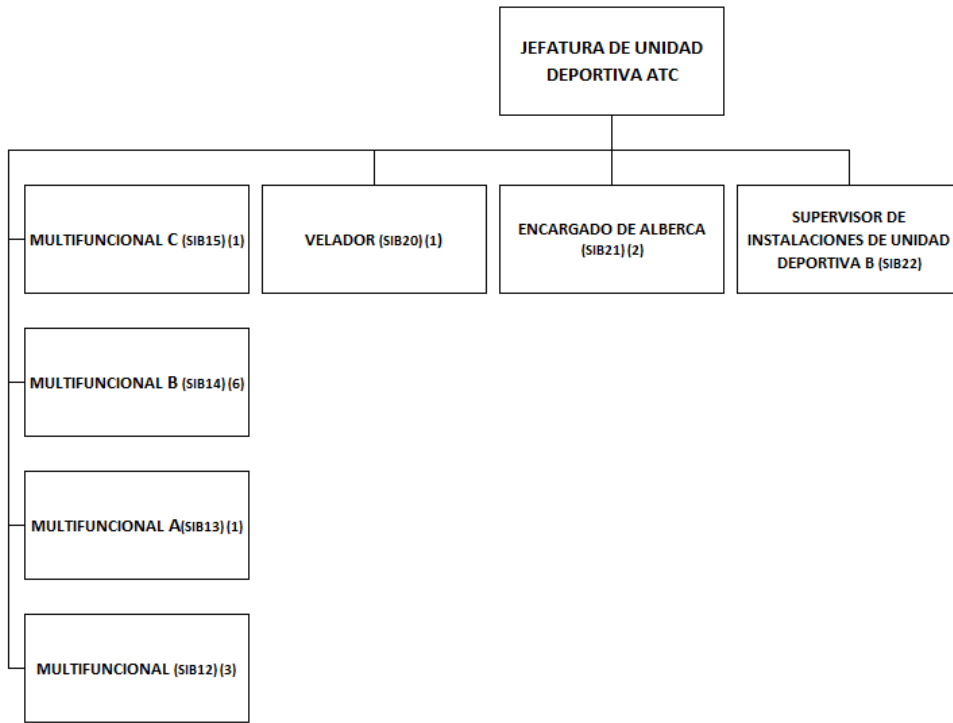 JEFATURA DE UNIDAD
DEPORTIVA ATC
MULTIFUNCIONAL C (SIB15) (1)
VELADOR (SIB20) (1)
ENCARGADO DE ALBERCA
(SIB21) (2)
SUPERVISOR DE
INSTALACIONES DE UNIDAD
DEPORTIVA B (SIB22)
MULTIFUNCIONAL B (SIB14) (6)
MULTIFUNCIONAL A(SIB13) (1)
MULTIFUNCIONAL (SIB12) (3)